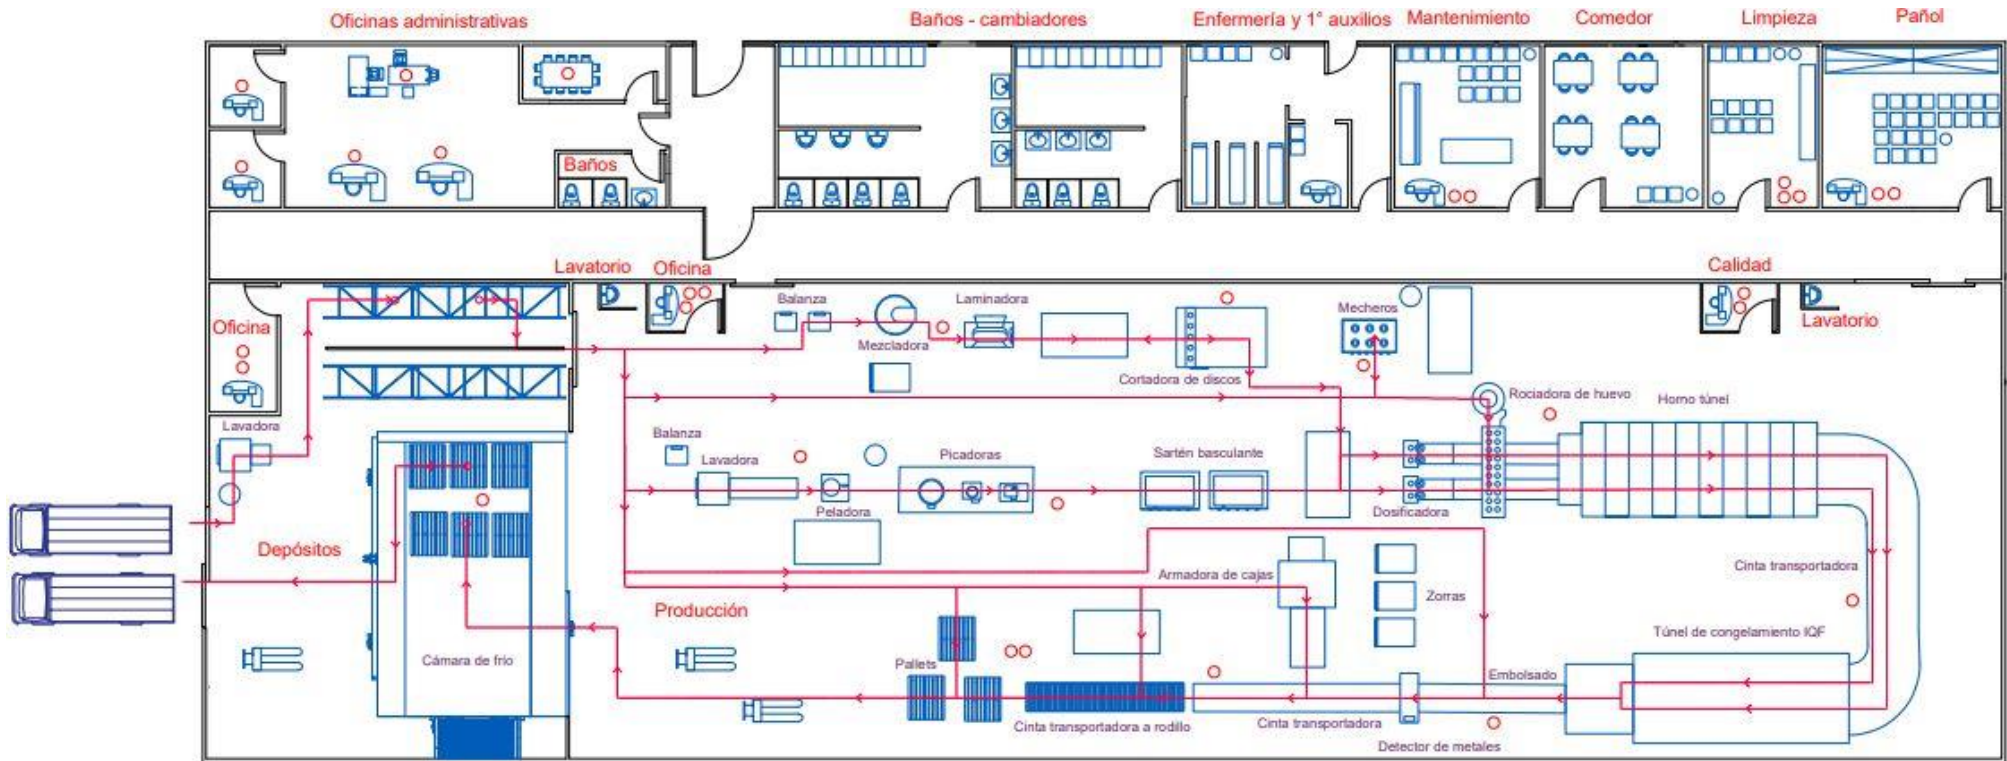 Oficinas administrativas
Baños - cambiadores
Enfermería y 1° auxilios
Mantenimiento
Comedor
Limpieza
Pañol
Baños
Lavatorio
Oficina
Calidad
Oficina
Balanza
Laminadora
Mecheros
Lavatorio
Mezcladora
Cortadora de discos
Rociadora de huevo
Horno túnel
Lavadora
Balanza
Lavadora
Picadoras
Sartén basculante
Peladora
Dosificadora
Depósitos
Cinta transportadora
Armadora de cajas
Zorras
Producción
Túnel de congelamiento IQF
Cámara de frío
Pallets
Embolsado
Cinta transportadora a rodillo
Cinta transportadora
Detector de metales